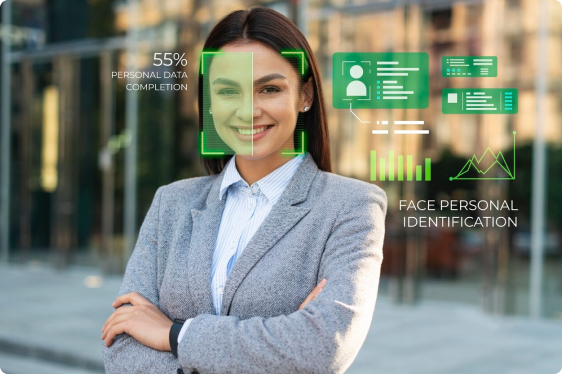 55%
PERSONAL DATA
COMPLETION
FACE PERSONAL
IDENTIFICATION